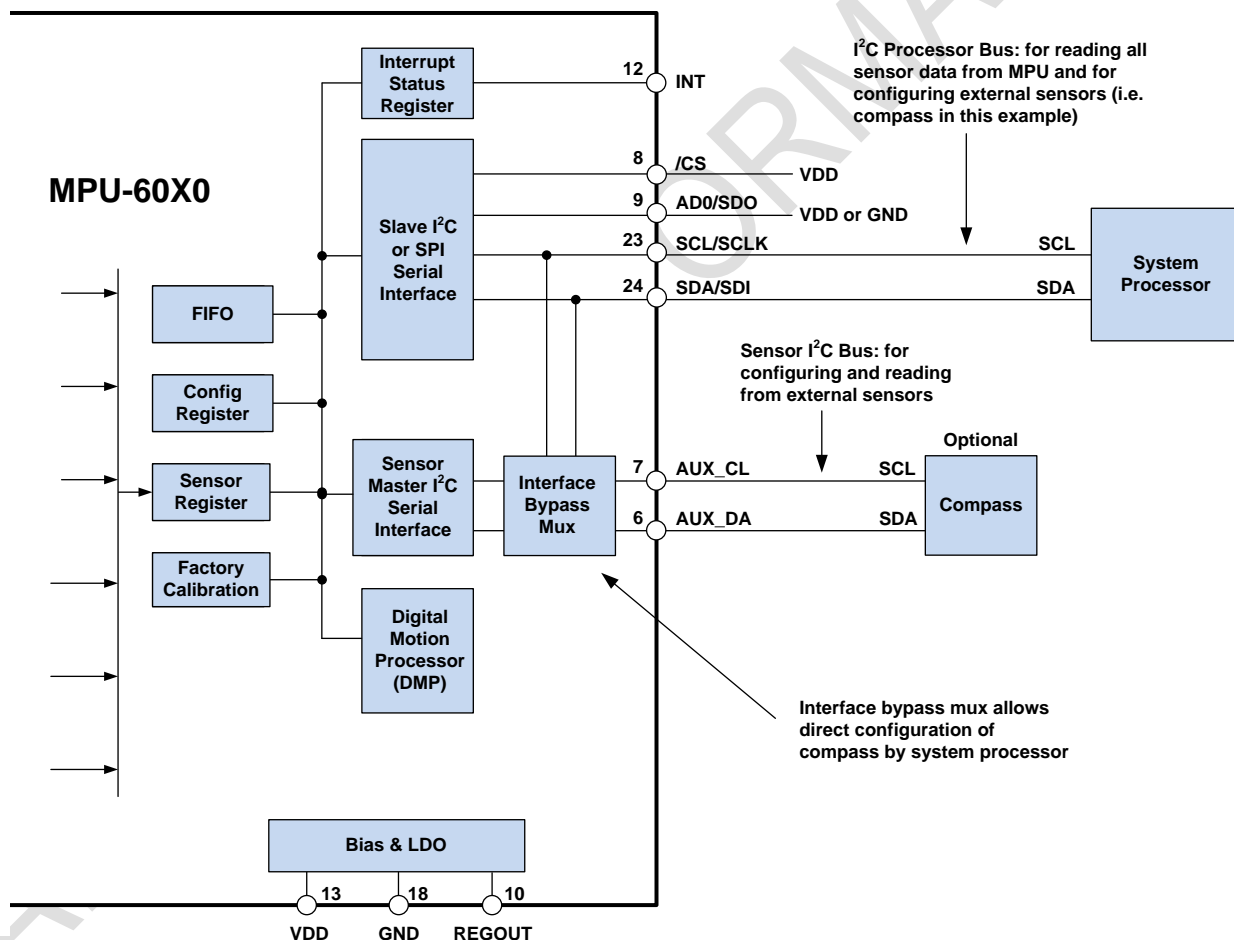 MPU-60X0
Interrupt
Status
Register
12
INT
I²C Processor Bus: for reading all
sensor data from MPU and for
configuring external sensors (i.e.
compass in this example)
Slave I²C
or SPI
Serial
Interface
8
/CS
VDD
9
AD0/SDO
VDD or GND
23
SCL/SCLK
SCL
24
SDA/SDI
SDA
System
Processor
FIFO
Config
Register
Sensor
Register
Factory
Calibration
Sensor I²C Bus: for
configuring and reading
from external sensors
Sensor
Master I²C
Serial
Interface
Interface
Bypass
Mux
7
AUX_CL
SCL
6
AUX_DA
SDA
Optional
Compass
Digital
Motion
Processor
(DMP)
Interface bypass mux allows
direct configuration of
compass by system processor
Bias & LDO
13
18
10
VDD
GND
REGOUT